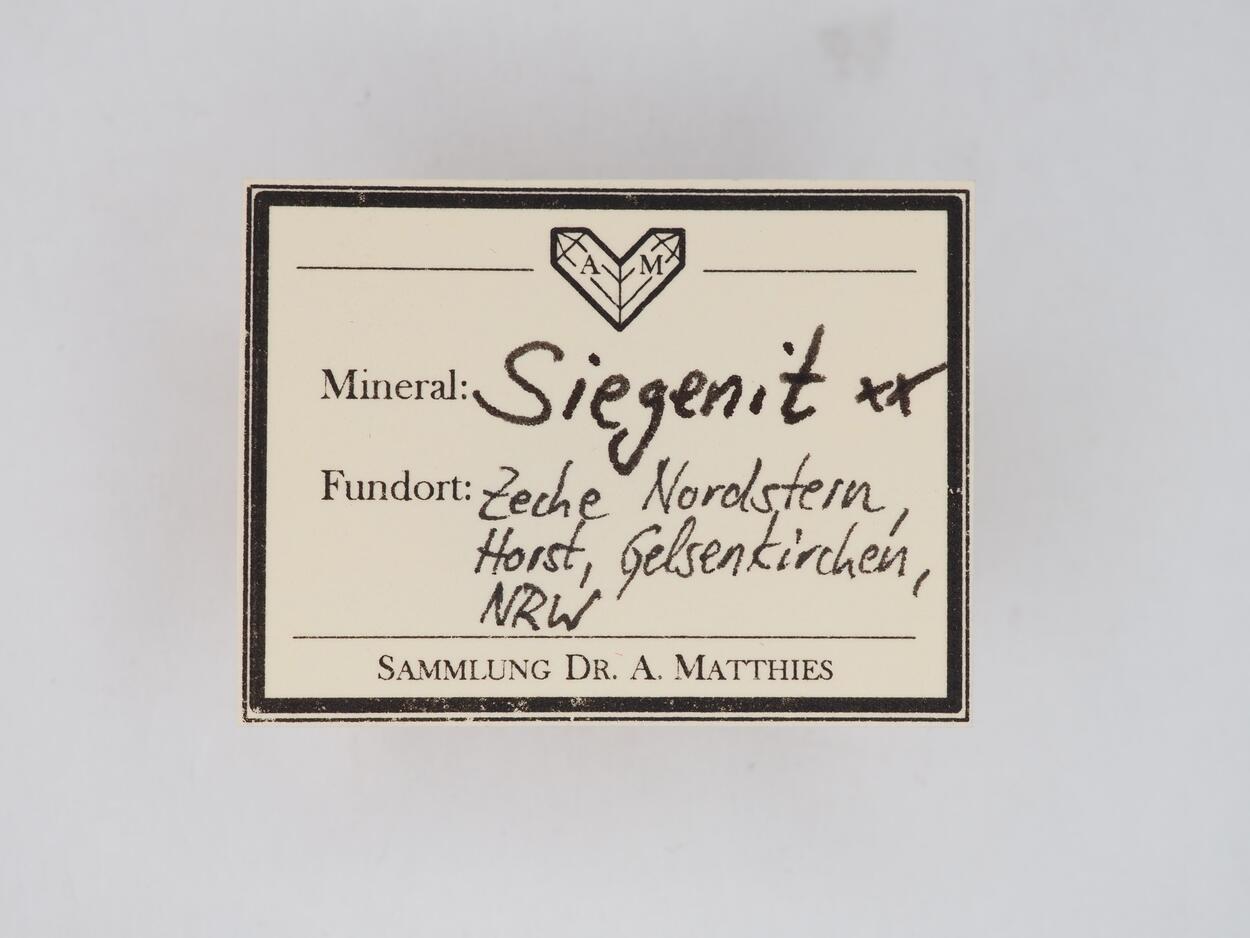 A M
Mineral: Siegenit xx
Fundort: Zeche Nordstern,
Horst, Gelsenkirchen,
NRW
SAMMLUNG DR. A. MATTHIES